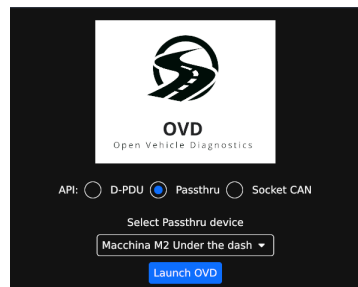 OVD
Open Vehicle Diagnostics
API: D-PDU Passthru Socket CAN
Select Passthru device
Macchina M2 Under the dash
Launch OVD